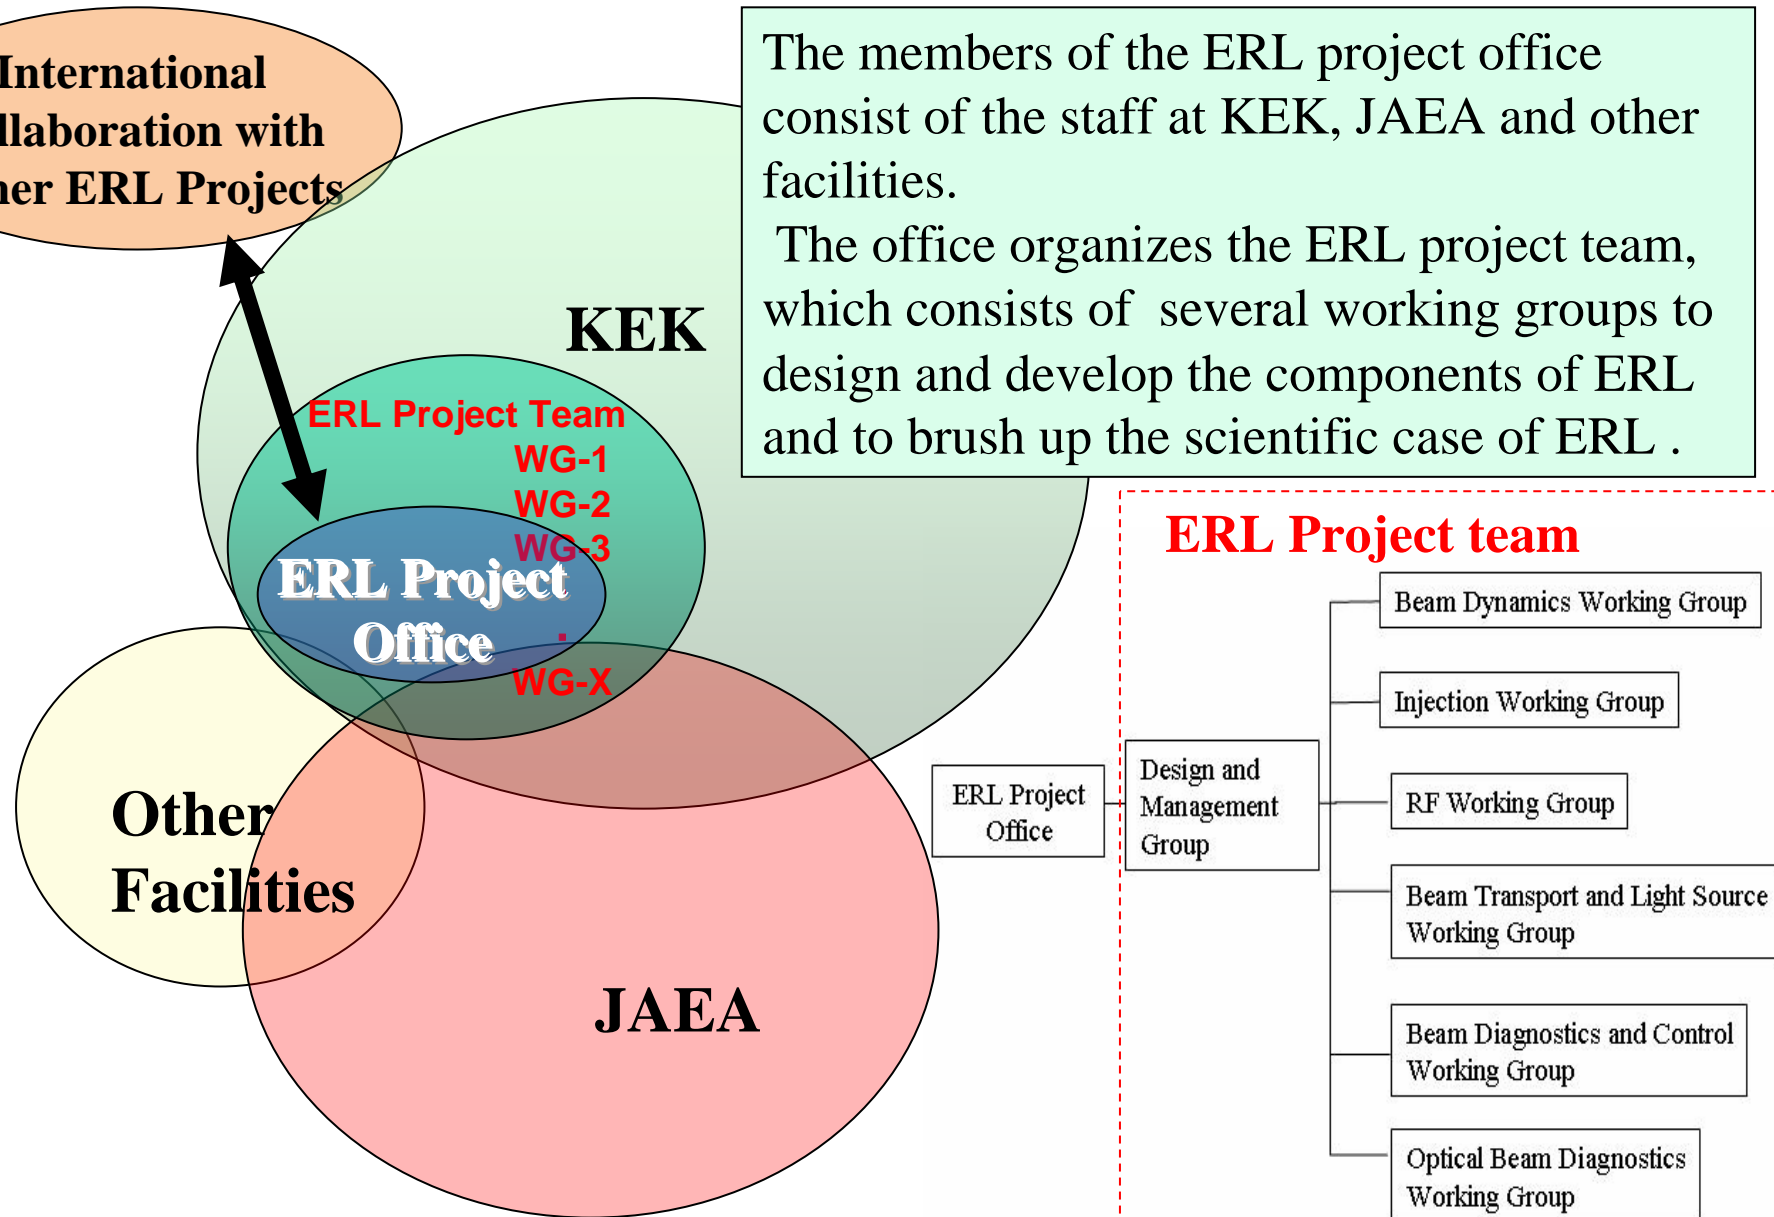 International
llaboration with
er ERL Projects
The members of the ERL project office
consist of the staff at KEK, JAEA and other
facilities.
The office organizes the ERL project team,
which consists of several working groups to
design and develop the components of ERL
and to brush up the scientific case of ERL .
KEK
ERL Project Team
WG-1
WG-2
WG-3
.
WG-X
ERL Project
Office
Other
Facilities
JAEA
ERL Project team
ERL Project
Office
Design and
Management
Group
Beam Dynamics Working Group
Injection Working Group
RF Working Group
Beam Transport and Light Source
Working Group
Beam Diagnostics and Control
Working Group
Optical Beam Diagnostics
Working Group